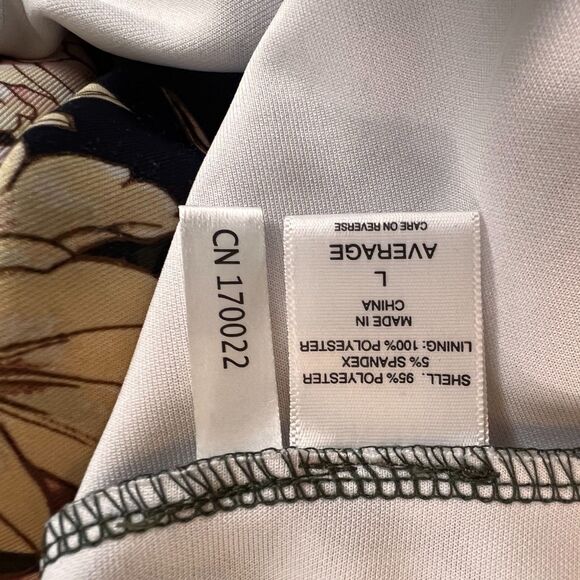 CN 170022
SHELL. 95% POLYESTER
5% SPANDEX
LINING: 100% POLYESTER
MADE IN
CHINA
L
AVERAGE
CARE ON REVERSE